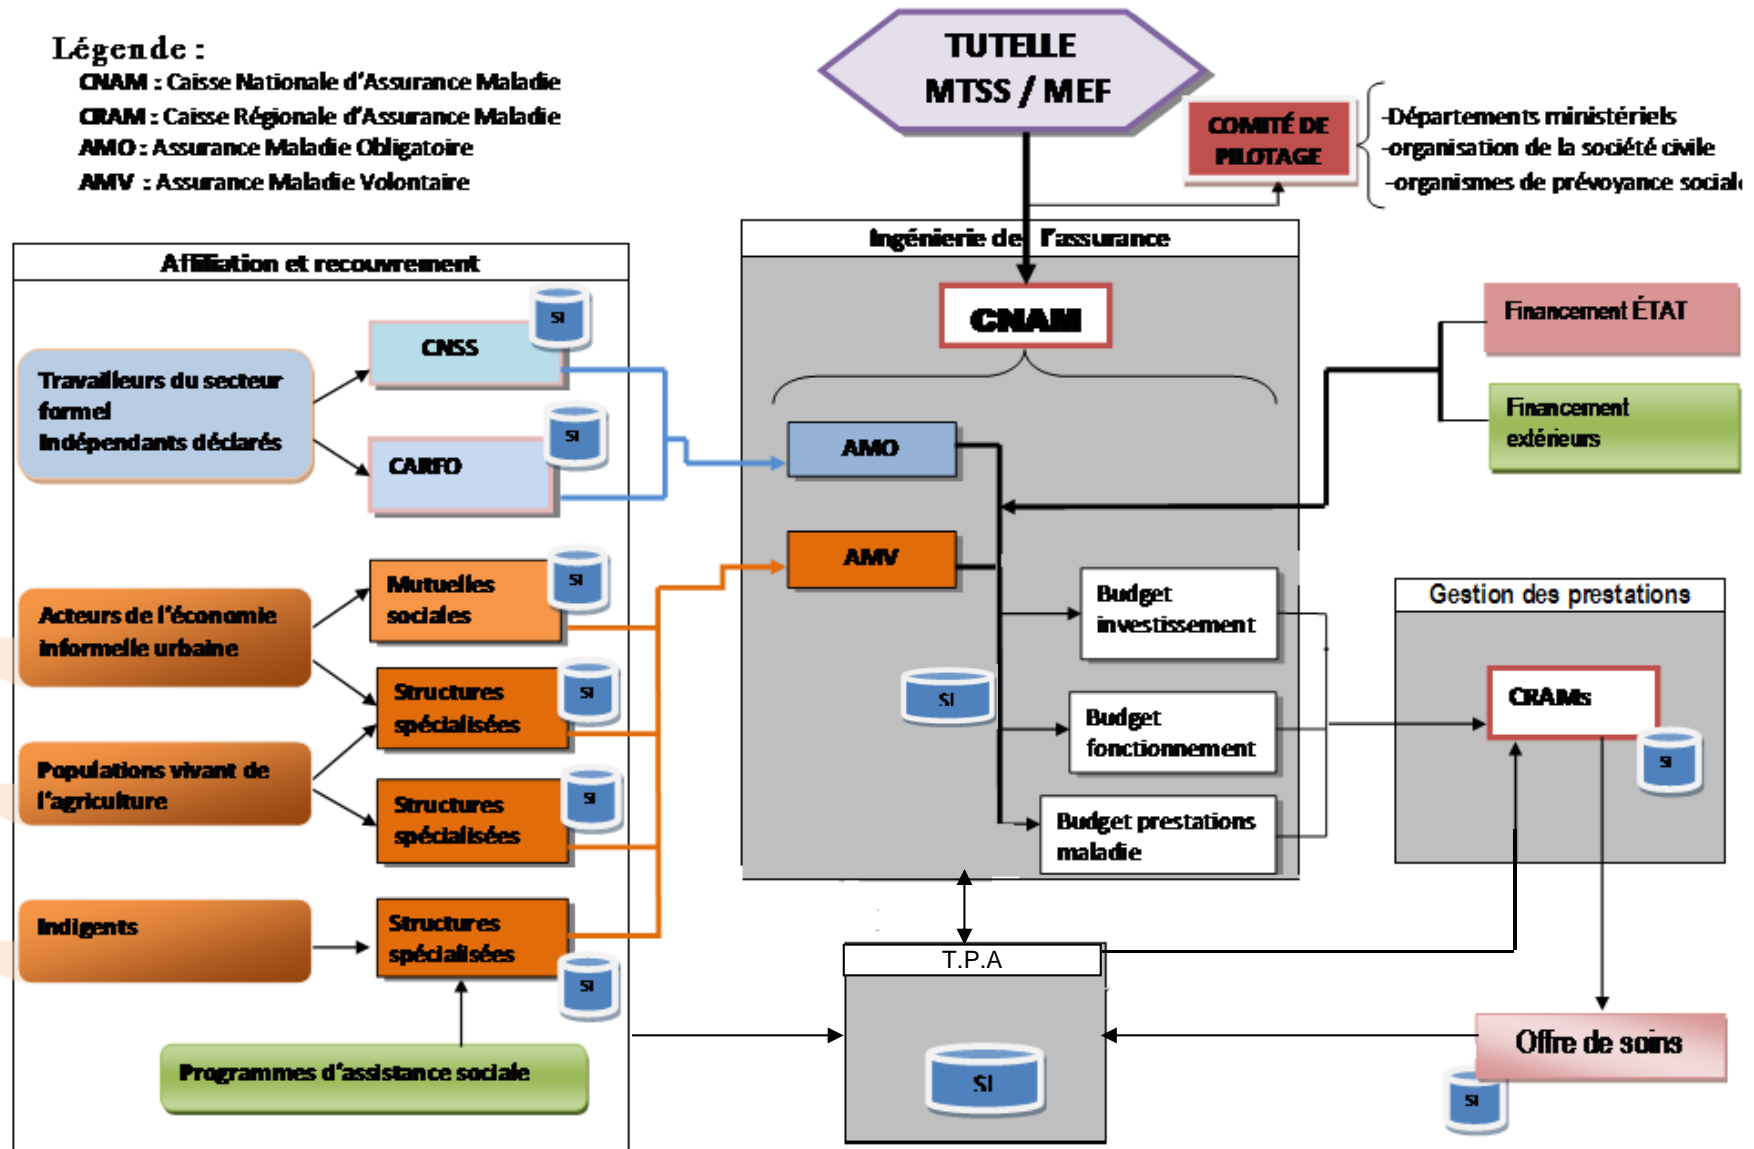 Légende :
CNAM : Caisse Nationale d'Assurance Maladie
CRAM : Caisse Régionale d'Assurance Maladie
AMO : Assurance Maladie Obligatoire
AMV : Assurance Maladie Volontaire
TUTELLE
MTSS / MEF
COMITÉ DE
PILOTAGE
-Départements ministériels
-organisation de la société civile
-organismes de prévoyance sociale
Affiliation et recouvrement
SI
CNSS
Travailleurs du secteur
formel
Indépendants déclarés
SI
CARFO
SI
Mutuelles
sociales
Acteurs de l'économie
informelle urbaine
SI
Structures
spécialisées
Populations vivant de
l'agriculture
SI
Structures
spécialisées
Indigents
Structures
spécialisées
SI
Programmes d'assistance sociale
Ingénierie de l'assurance
CNAM
AMO
AMV
Budget
investissement
SI
Budget
fonctionnement
Budget prestations
maladie
Financement ÉTAT
Financement
extérieurs
Gestion des prestations
CRAMs
SI
T.P.A
SI
Offre de soins
SI